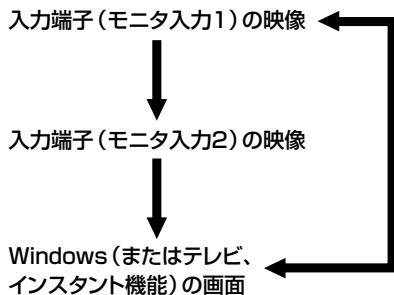 入力端子（モニタ入力1）の映像
入力端子（モニタ入力2）の映像
Windows（またはテレビ、
インスタント機能）の画面